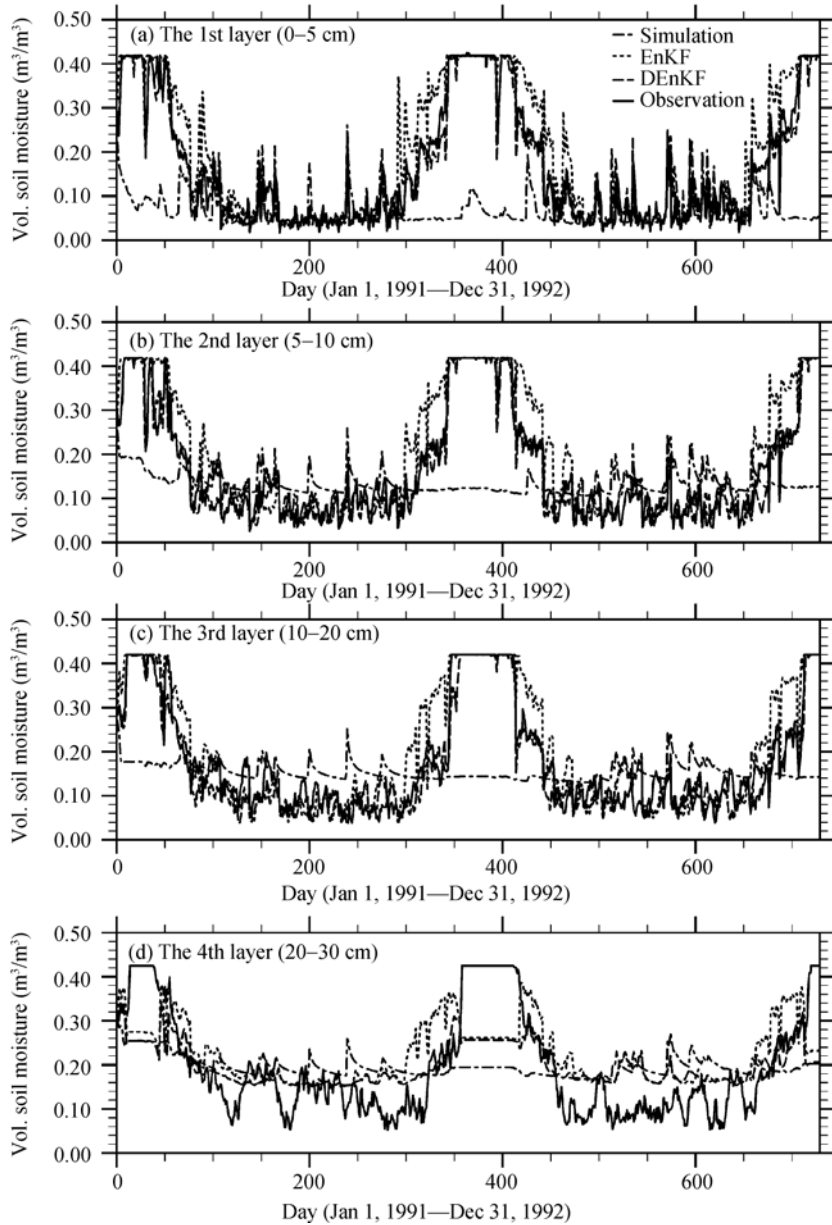 (a) The 1st layer (0–5 cm)
Simulation
EnKF
DEnKF
Observation
Vol. soil moisture (m³/m³)
0.50
0.40
0.30
0.20
0.10
0.00
0
200
400
600
Day (Jan 1, 1991—Dec 31, 1992)
(b) The 2nd layer (5–10 cm)
Vol. soil moisture (m³/m³)
0.50
0.40
0.30
0.20
0.10
0.00
0
200
400
600
Day (Jan 1, 1991—Dec 31, 1992)
(c) The 3rd layer (10–20 cm)
Vol. soil moisture (m³/m³)
0.50
0.40
0.30
0.20
0.10
0.00
0
200
400
600
Day (Jan 1, 1991—Dec 31, 1992)
(d) The 4th layer (20–30 cm)
Vol. soil moisture (m³/m³)
0.50
0.40
0.30
0.20
0.10
0.00
0
200
400
600
Day (Jan 1, 1991—Dec 31, 1992)